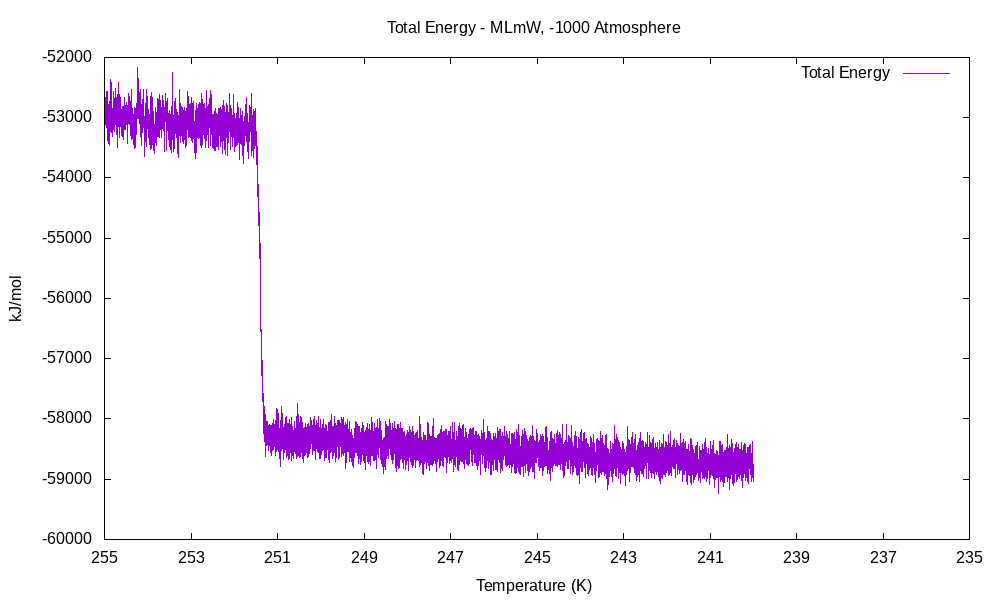 Total Energy - MLmW, -1000 Atmosphere
Total Energy
-52000
-53000
-54000
-55000
-56000
-57000
-58000
-59000
-60000
kJ/mol
255 253 251 249 247 245 243 241 239 237 235
Temperature (K)